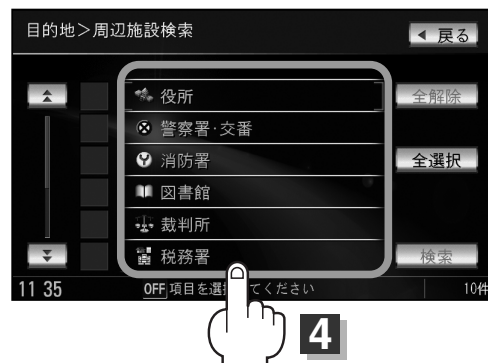 目的地>周辺施設検索
戻る
役所
全解除
警察署･交番
消防署
全選択
図書館
裁判所
税務署
検索
11 35
OFF 項目を選 てください
10件
4